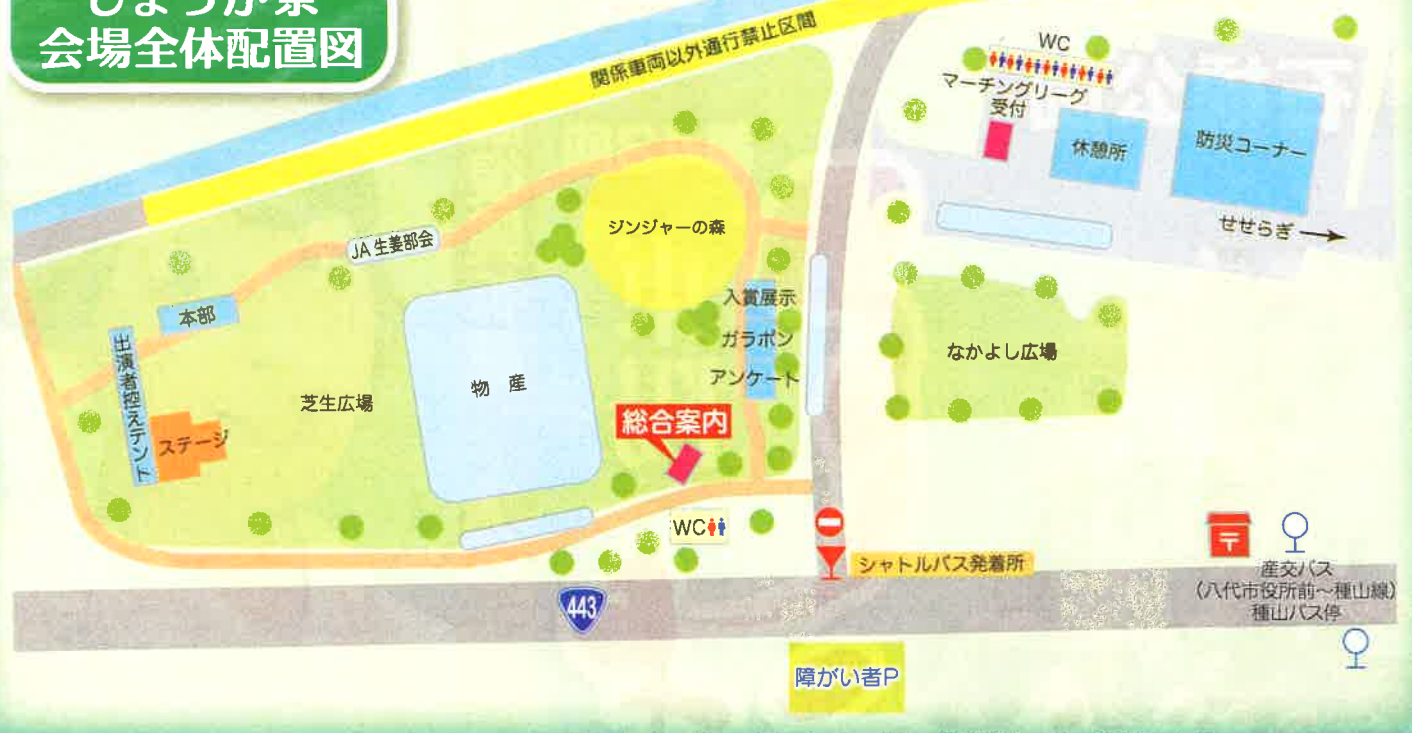 しょうが祭
会場全体配置図
関係車両以外通行禁止区間
WC
マーチングリーグ
受付
休憩所
防災コーナー
せせらぎ
ジンジャーの森
JA 生姜部会
本部
出演者控えテント
ステージ
芝生広場
物 産
入賞展示
ガラポン
アンケート
総合案内
なかよし広場
WC
シャトルバス発着所
443
〒
産交バス
(八代市役所前～種山線)
種山バス停
障がい者P